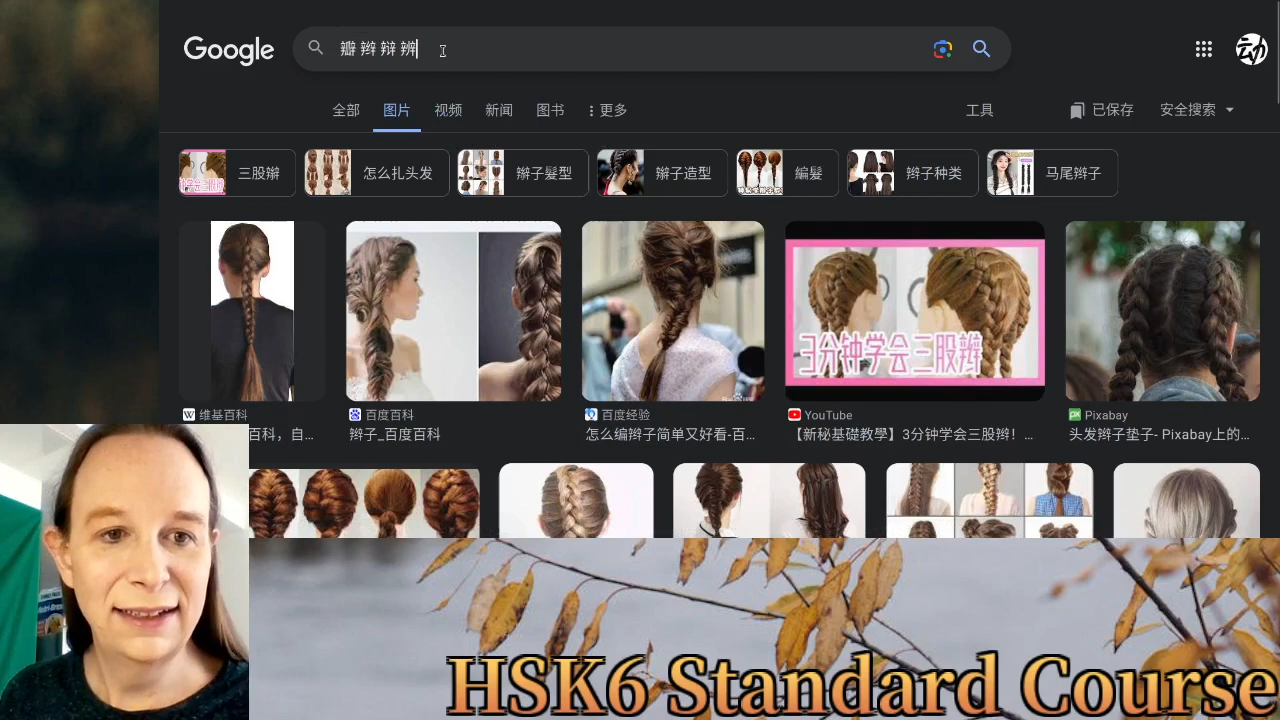 Google
瓣 辫 辩 辨
全部 图片 视频 新闻 图书 更多 工具 已保存 安全搜索
三股辮 怎么扎头发 辮子髮型 辮子造型 編髮 辫子种类 马尾辫子
3分钟学会三股辫
维基百科 百度百科 百度经验 YouTube Pixabay
百科，自... 辫子_百度百科 怎么编辫子简单又好看-百... 【新秘基礎教學】3分钟学会三股辫！... 头发辫子垫子- Pixabay上的...
HSK6 Standard Course